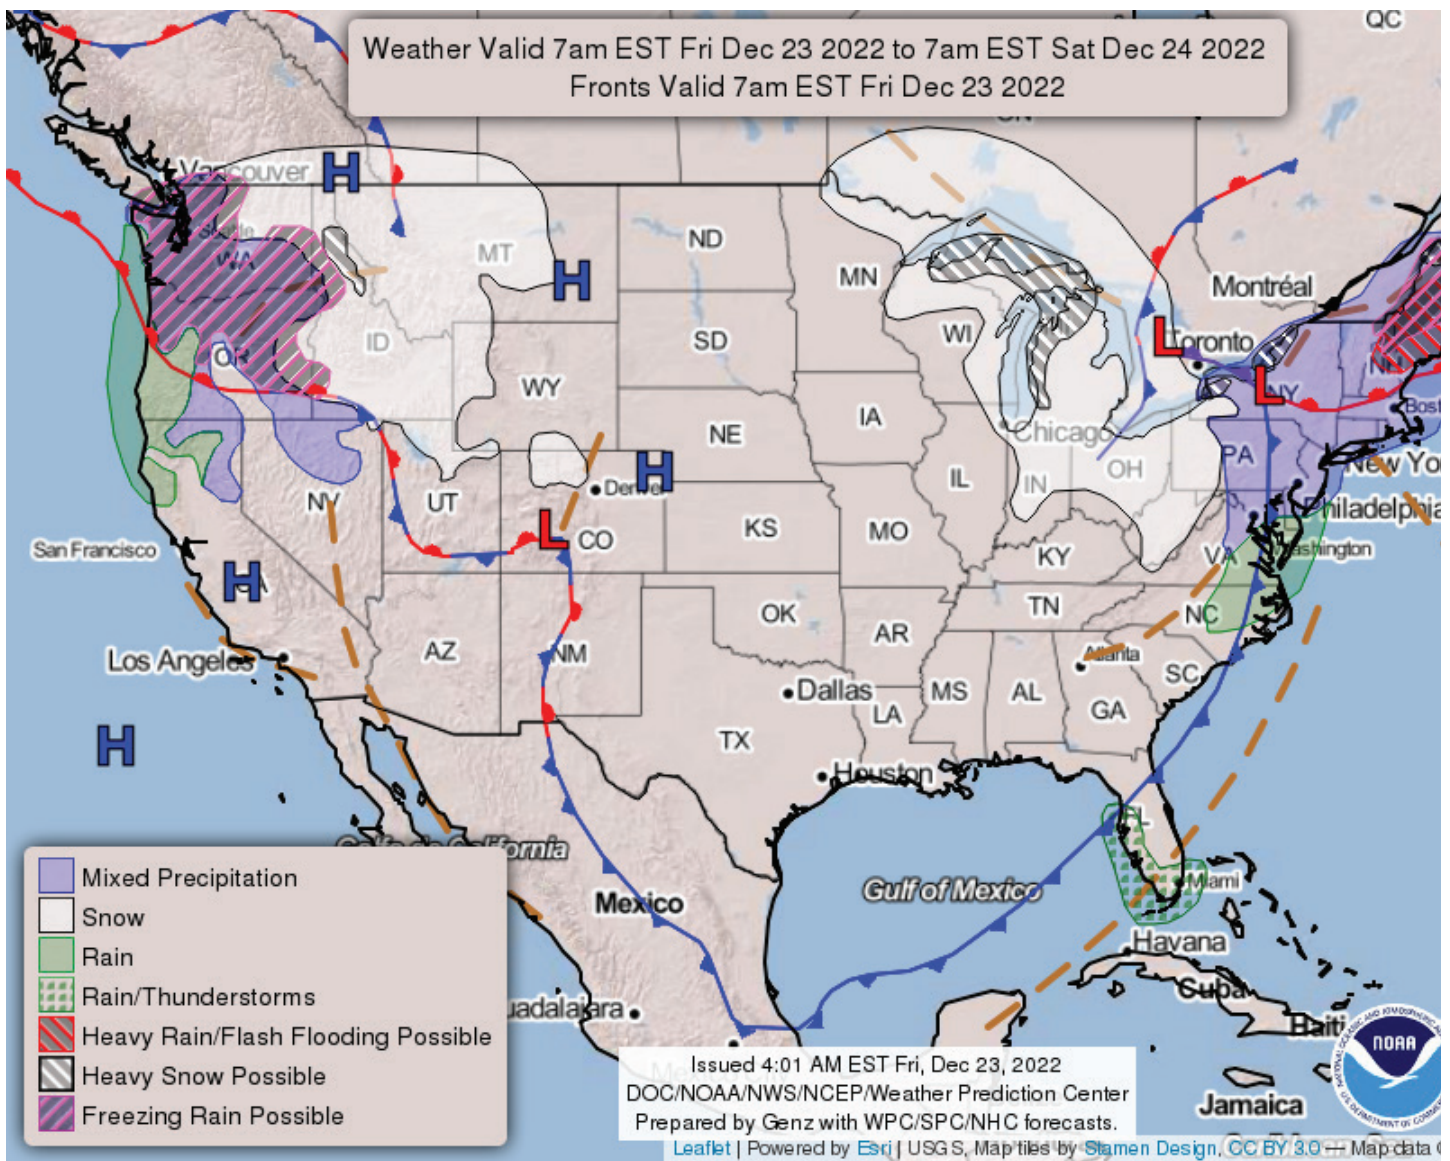 QC
Weather Valid 7am EST Fri Dec 23 2022 to 7am EST Sat Dec 24 2022
Fronts Valid 7am EST Fri Dec 23 2022
Vancouver
H
Seattle
WA
MT
ND
MN
H
Montréal
OR
ID
SD
WI
L
Toronto
WY
L
NY
NH
Boston
IA
NE
Chicago
H
Denver
IN
OH
PA
New Yo
NV
UT
IL
Philadelphia
San Francisco
L
CO
KS
MO
KY
VA
Washington
H
CA
OK
TN
NC
AR
Los Angeles
AZ
NM
Atlanta
SC
Dallas
MS
AL
GA
LA
H
TX
Houston
FL
Golfo de California
Mixed Precipitation
Snow
Rain
Rain/Thunderstorms
Heavy Rain/Flash Flooding Possible
Heavy Snow Possible
Freezing Rain Possible
Mexico
Gulf of Mexico
Miami
Havana
Cuba
uadalajara
Haiti
NOAA
Mexico City
Jamaica
Issued 4:01 AM EST Fri, Dec 23, 2022
DOC/NOAA/NWS/NCEP/Weather Prediction Center
Prepared by Genz with WPC/SPC/NHC forecasts.
Leaflet | Powered by Esri | USGS, Map tiles by Stamen Design, CC BY 3.0 — Map data